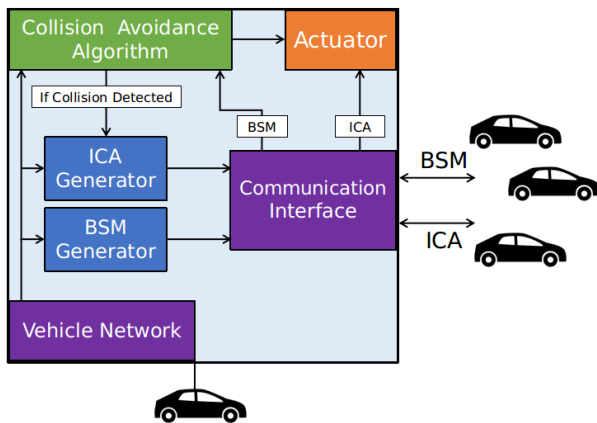 Collision Avoidance
Algorithm
Actuator
If Collision Detected
BSM
ICA
ICA
Generator
Communication
Interface
BSM
BSM
Generator
ICA
Vehicle Network